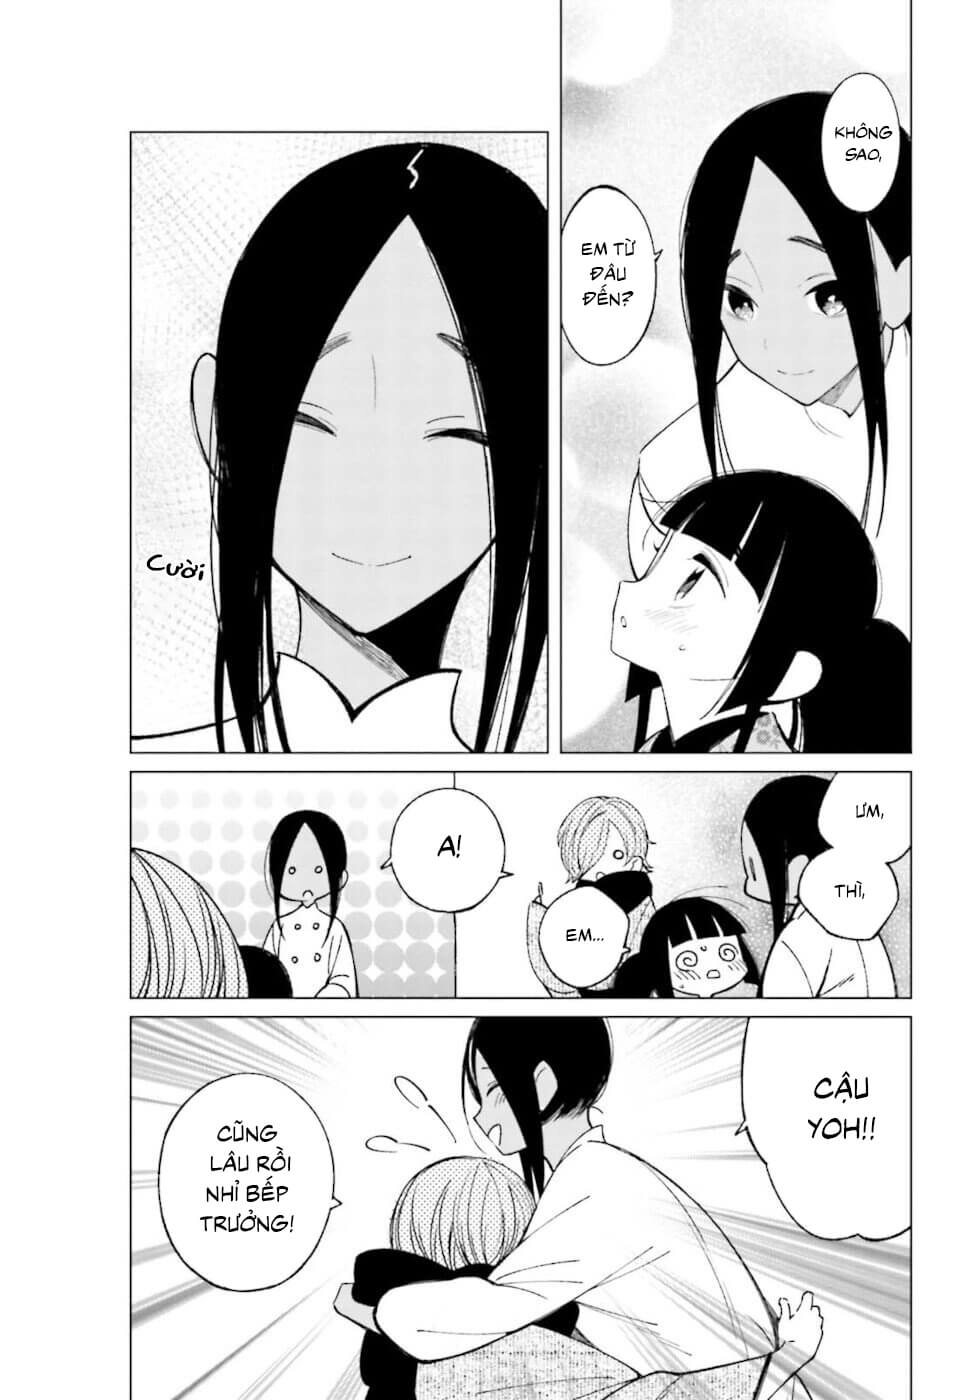 KHÔNG
SAO,
EM TỪ
ĐÂU
ĐẾN?
Cười
ƯM,
THÌ,
EM...
A!
CẬU
YOH!!
CŨNG
LÂU RỒI
NHỈ BẾP
TRƯỞNG!